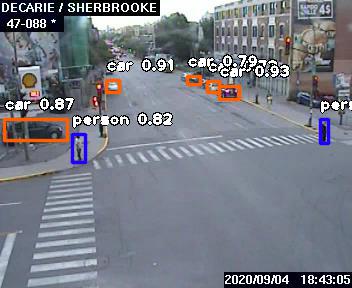 DECARIE / SHERBROOKE
47-088 *
car 0.91
car 0.79
car 0.93
car 0.87
person 0.82
pers
2020/09/04 18:43:05